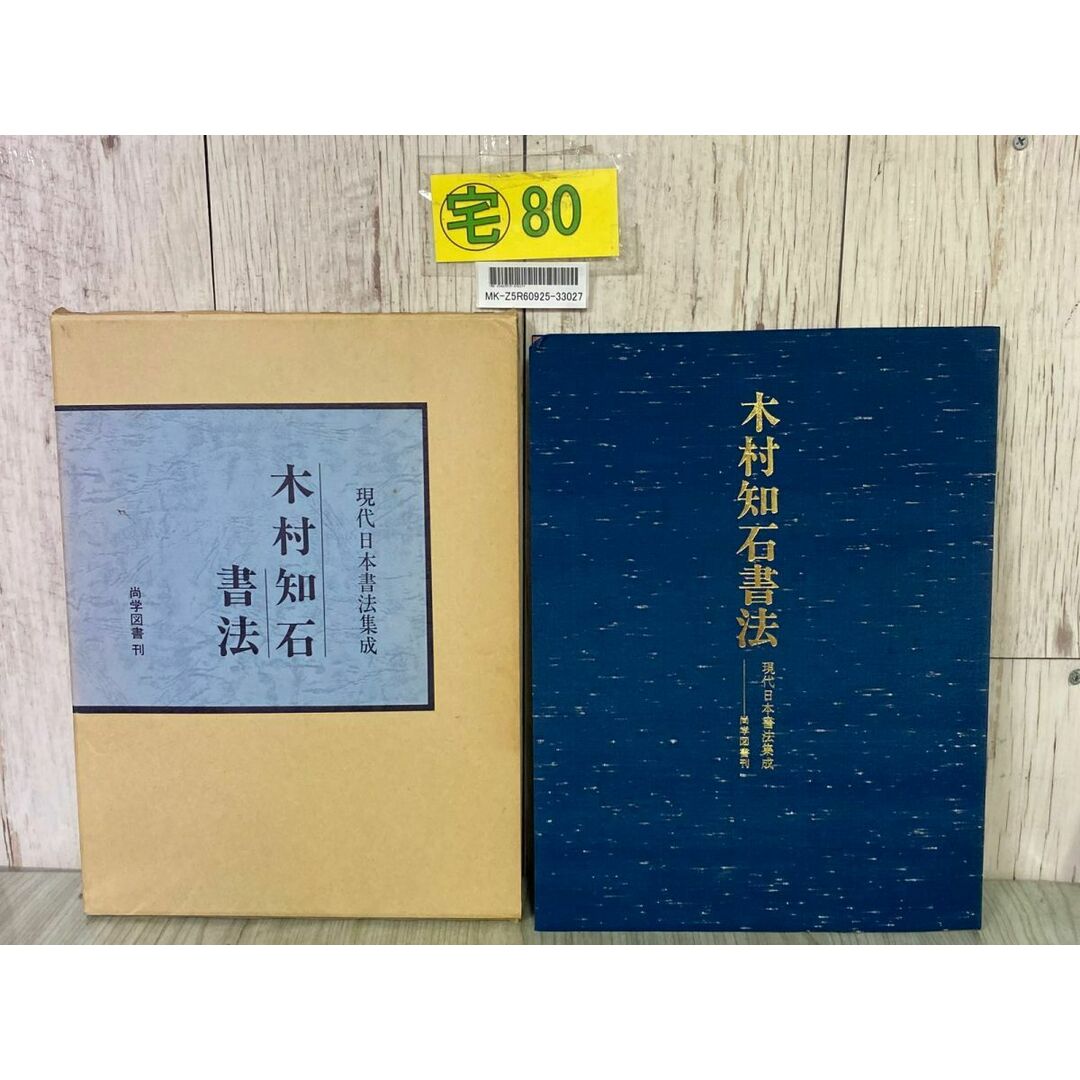 宅80
MK-Z5R60925-33027
現代日本書法集成
木村知石
書法
尚学図書 刊
木村知石書法
現代日本書法集成
尚学図書刊